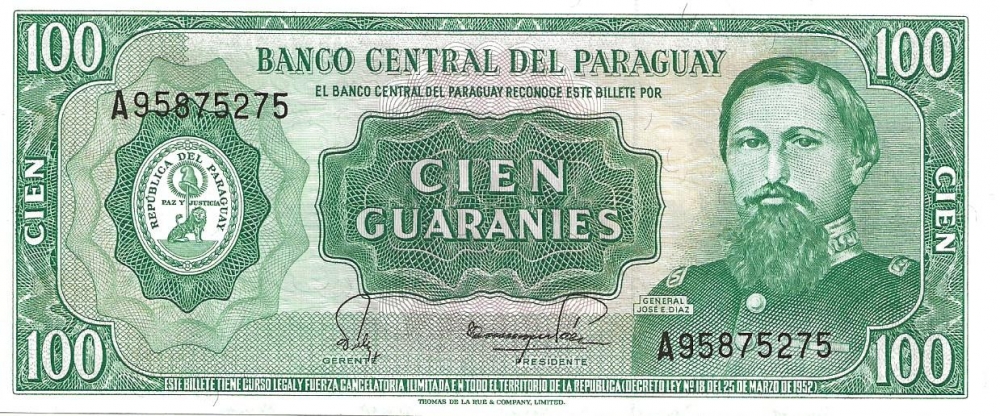 100
100
BANCO CENTRAL DEL PARAGUAY
EL BANCO CENTRAL DEL PARAGUAY RECONOCE ESTE BILLETE POR
A95875275
REPÚBLICA DEL PARAGUAY
PAZ Y JUSTICIA
CIEN
CIEN
GUARANIES
CIEN
GENERAL
JOSÉ E. DIAZ
GERENTE
PRESIDENTE
A95875275
100
100
ESTE BILLETE TIENE CURSO LEGAL Y FUERZA CANCELATORIA ILIMITADA EN TODO EL TERRITORIO DE LA REPUBLICA (DECRETO LEY Nº 18 DEL 25 DE MARZO DE 1952)
THOMAS DE LA RUE & COMPANY, LIMITED.